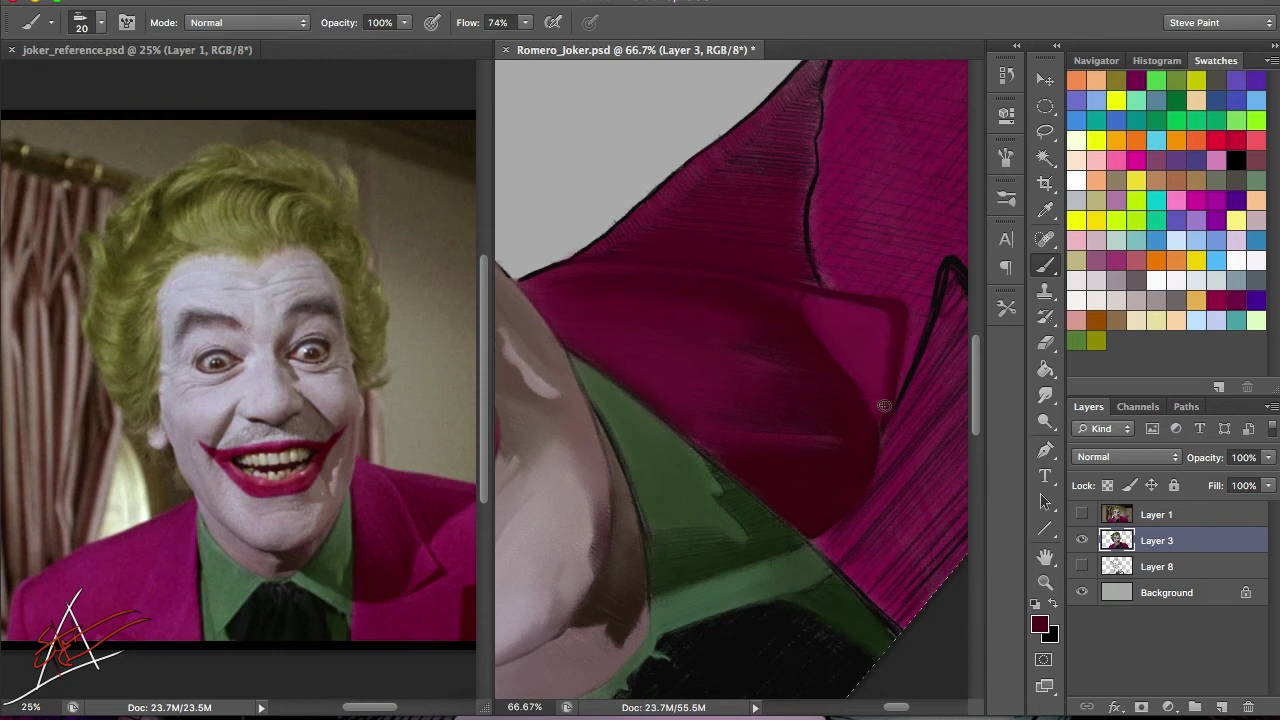 20
Mode:
Normal
Opacity: 100%
Flow: 74%
Steve Paint
joker_reference.psd @ 25% (Layer 1, RGB/8*)
Romero_Joker.psd @ 66.7% (Layer 3, RGB/8*) *
Navigator
Histogram
Swatches
Layers
Channels
Paths
Kind
Normal
Opacity: 100%
Lock:
Fill: 100%
Layer 1
Layer 3
Layer 8
Background
25%
Doc: 23.7M/23.5M
66.67%
Doc: 23.7M/55.5M